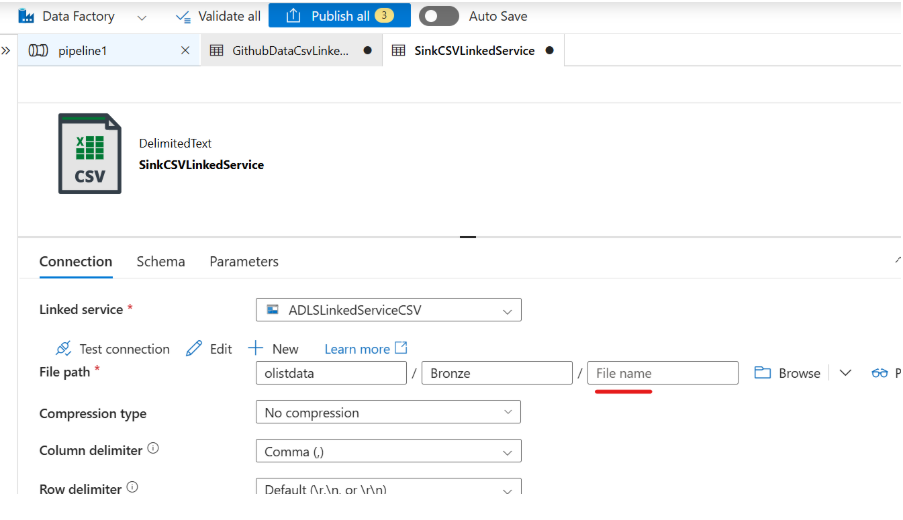 Data Factory Validate all Publish all 3 Auto Save
» pipeline1 GithubDataCsvLinke... SinkCSVLinkedService
X
CSV
DelimitedText
SinkCSVLinkedService
Connection Schema Parameters
Linked service * ADLSLinkedServiceCSV
Test connection Edit New Learn more
File path * olistdata / Bronze / File name Browse P
Compression type No compression
Column delimiter Comma (,)
Row delimiter Default (\r,\n, or \r\n)